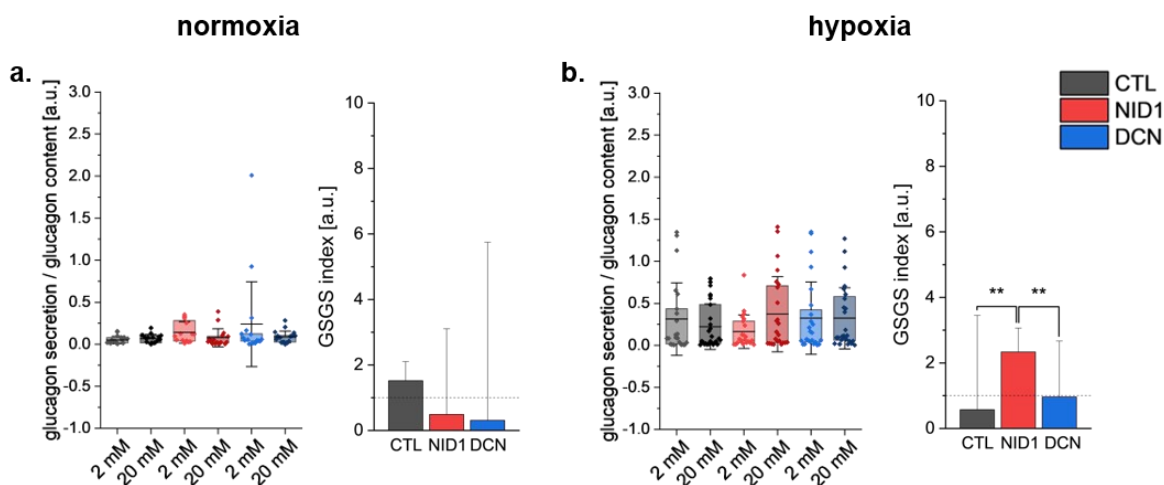 normoxia
hypoxia
a.
b.
CTL
NID1
DCN
glucagon secretion / glucagon content [a.u.]
3.0
2.5
2.0
1.5
1.0
0.5
0.0
-0.5
-1.0
2 mM
20 mM
2 mM
20 mM
2 mM
20 mM
GSGS index [a.u.]
10
8
6
4
2
0
CTL NID1 DCN
glucagon secretion / glucagon content [a.u.]
3.0
2.5
2.0
1.5
1.0
0.5
0.0
-0.5
-1.0
2 mM
20 mM
2 mM
20 mM
2 mM
20 mM
GSGS index [a.u.]
10
8
6
4
2
0
** **
CTL NID1 DCN